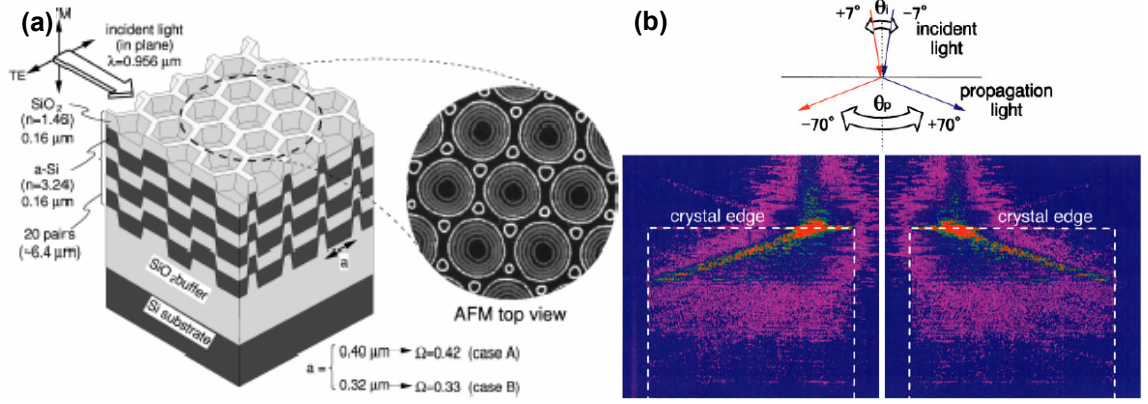 (a)
TM
TE
incident light
(in plane)
λ=0.956 μm
SiO₂
(n=1.46)
0.16 μm
a-Si
(n=3.24)
0.16 μm
20 pairs
(~6.4 μm)
SiO₂ buffer
Si substrate
a
AFM top view
a = { 0.40 μm → Ω=0.42 (case A)
0.32 μm → Ω=0.33 (case B)
(b)
+7° θi -7°
incident
light
propagation
light
θp
-70° +70°
crystal edge
crystal edge